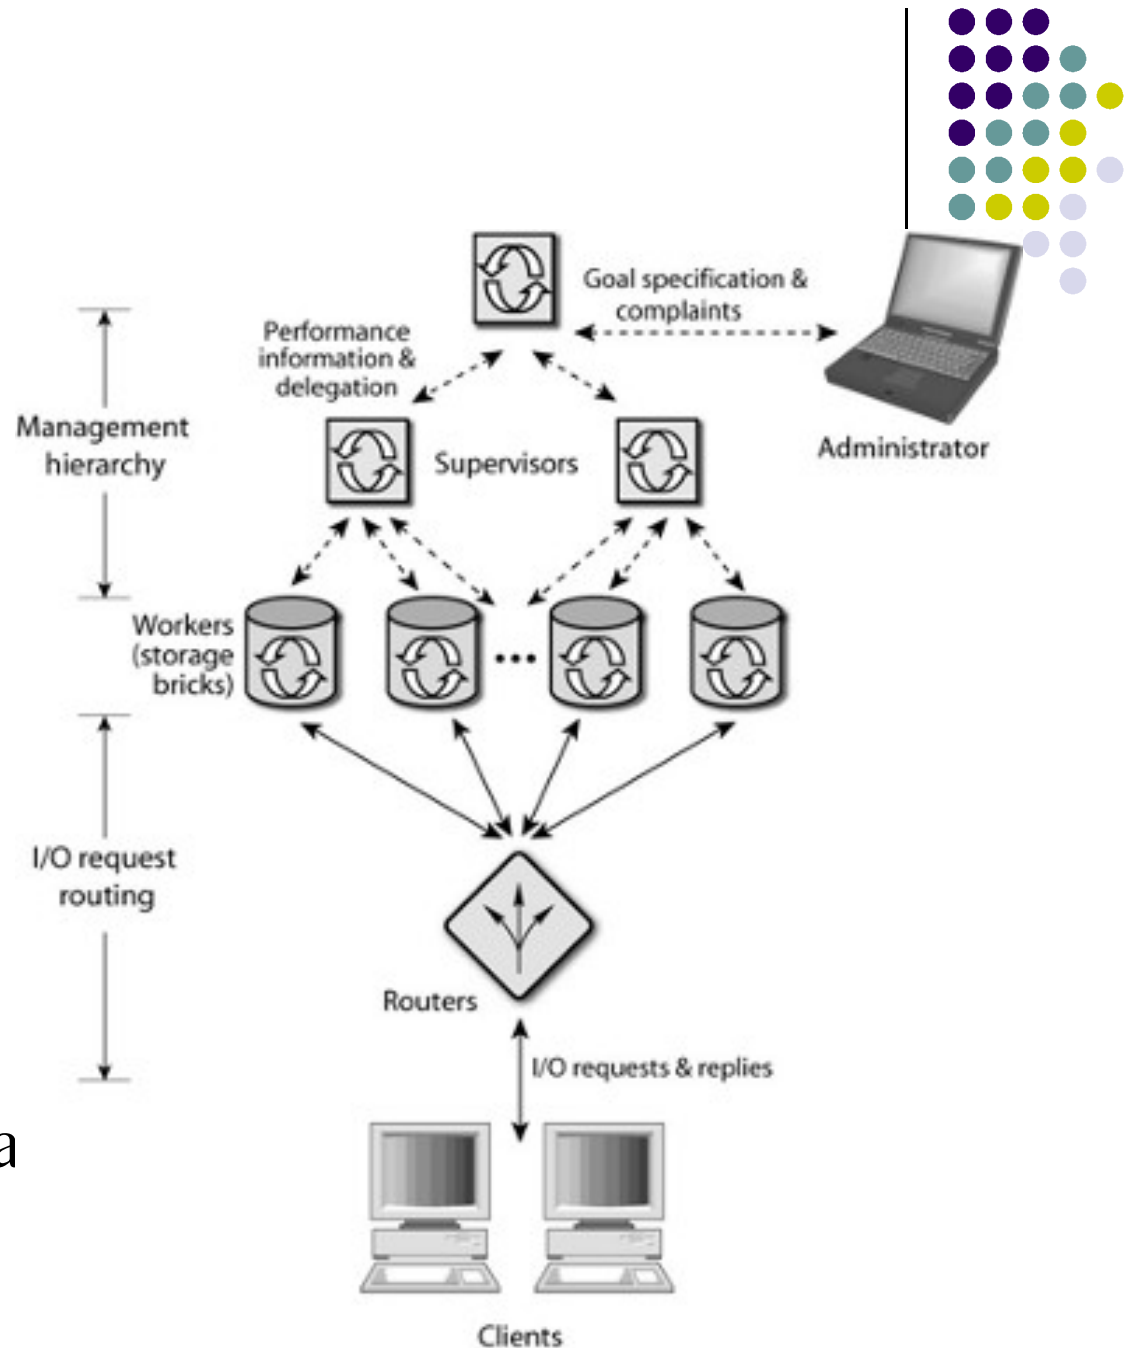 Goal specification &
complaints
Performance
information &
delegation
Management
hierarchy
Supervisors
Administrator
Workers
(storage
bricks)
I/O request
routing
Routers
I/O requests & replies
a
Clients